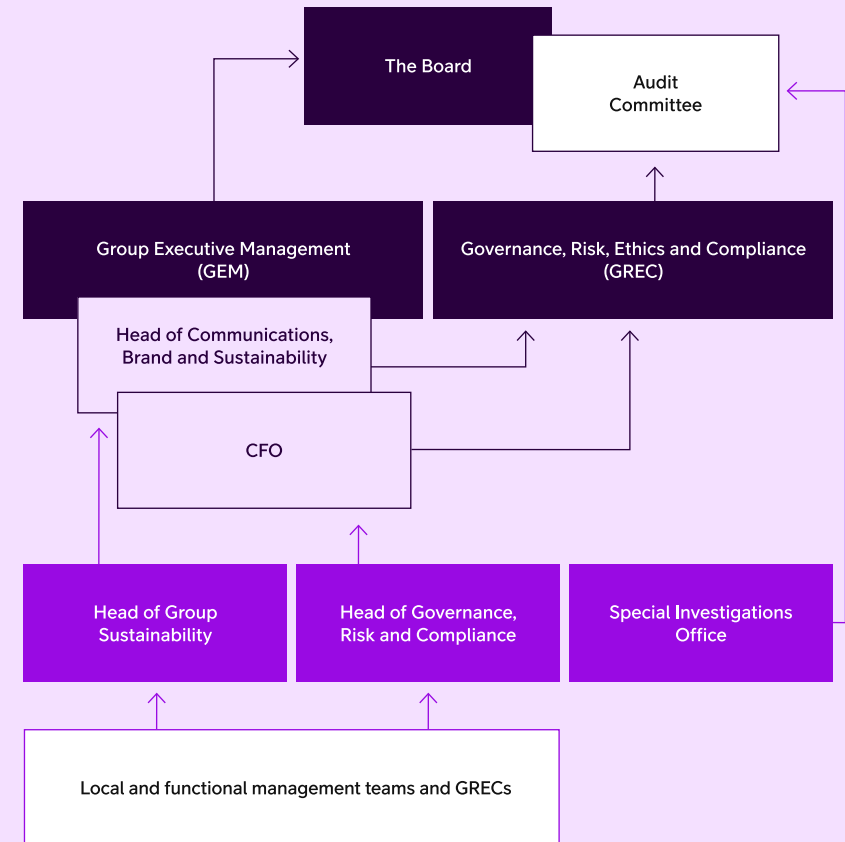 The Board
Audit
Committee
Group Executive Management
(GEM)
Governance, Risk, Ethics and Compliance
(GREC)
Head of Communications,
Brand and Sustainability
CFO
Head of Group
Sustainability
Head of Governance,
Risk and Compliance
Special Investigations
Office
Local and functional management teams and GRECs